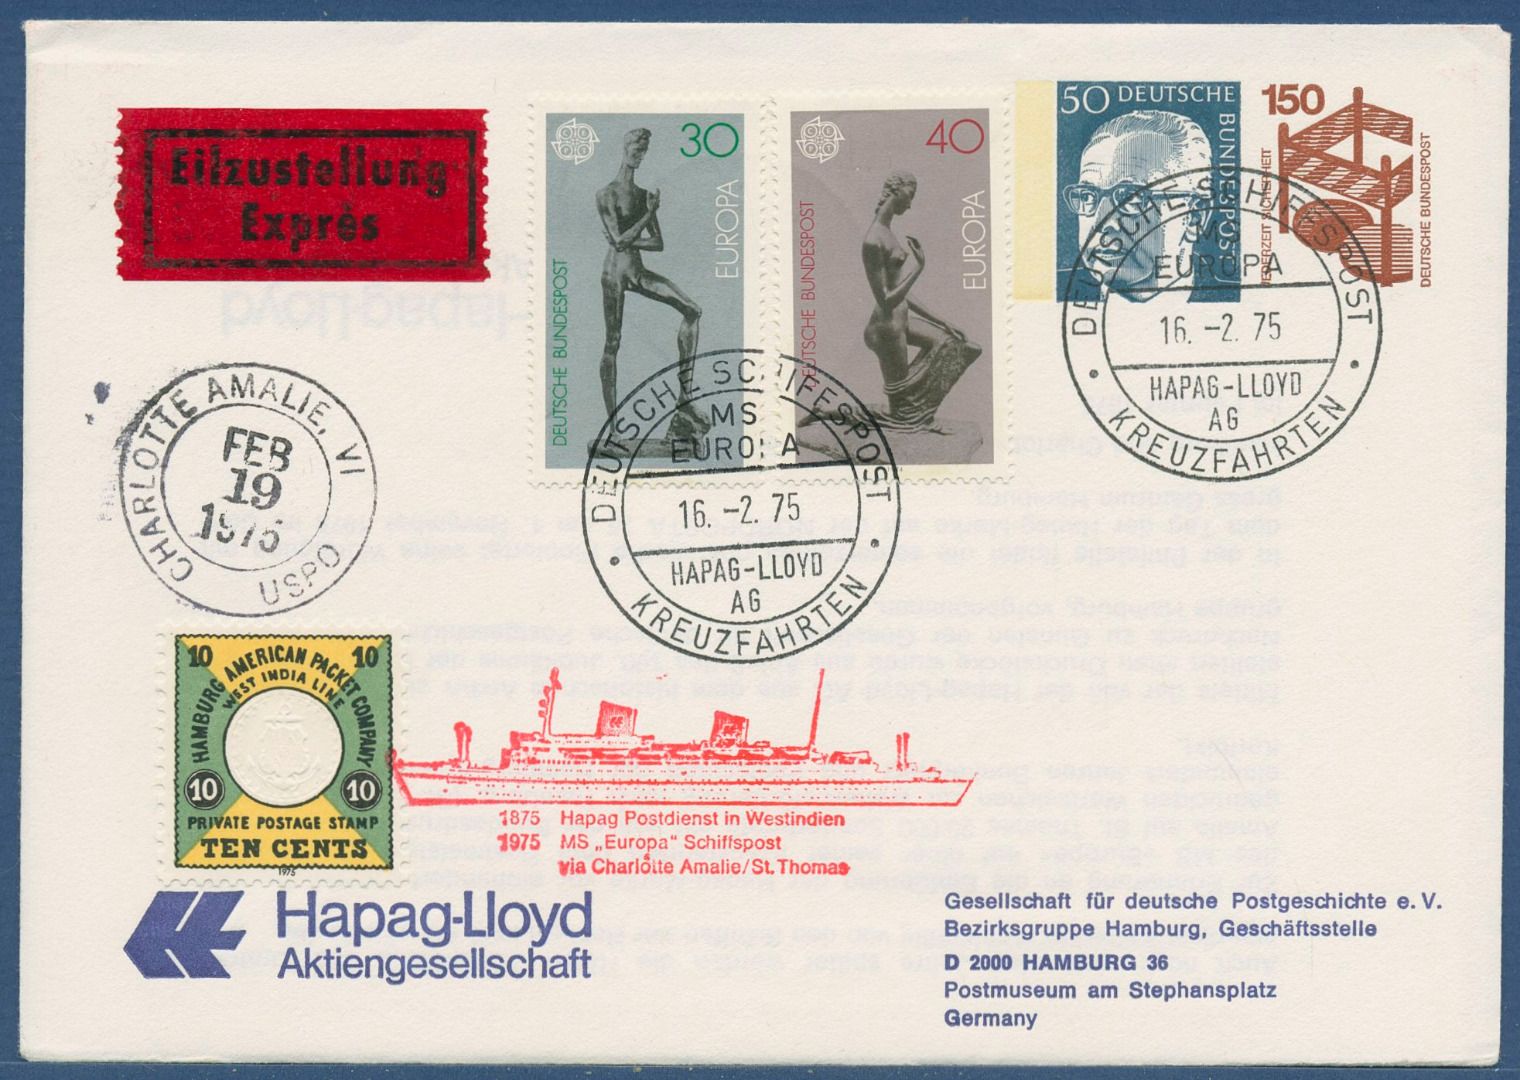 Eilzustellung
Exprès
30
EUROPA
DEUTSCHE BUNDESPOST
40
EUROPA
DEUTSCHE BUNDESPOST
50 DEUTSCHE
BUNDESPOST
150
JEDERZEIT SICHERHEIT
DEUTSCHE BUNDESPOST
DEUTSCHE SCHIFFSPOST
MS
EUROPA
16. -2. 75
HAPAG-LLOYD
AG
KREUZFAHRTEN
DEUTSCHE SCHIFFSPOST
MS
EUROPA
16. -2. 75
HAPAG-LLOYD
AG
KREUZFAHRTEN
CHARLOTTE AMALIE, VI
FEB
19
1975
USPO
10 10
HAMBURG AMERICAN PACKET COMPANY
WEST INDIA LINE
10 10
PRIVATE POSTAGE STAMP
TEN CENTS
1975
1875 Hapag Postdienst in Westindien
1975 MS „Europa“ Schiffspost
via Charlotte Amalie/St. Thomas
Hapag-Lloyd
Aktiengesellschaft
Gesellschaft für deutsche Postgeschichte e. V.
Bezirksgruppe Hamburg, Geschäftsstelle
D 2000 HAMBURG 36
Postmuseum am Stephansplatz
Germany